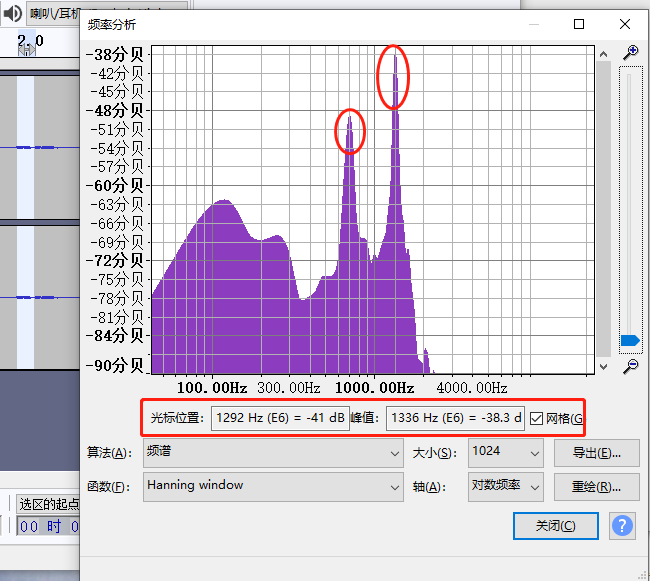 喇叭/耳机
频率分析
2.0
-38分贝
-42分贝
-45分贝
-48分贝
-51分贝
-54分贝
-57分贝
-60分贝
-63分贝
-66分贝
-69分贝
-72分贝
-75分贝
-78分贝
-81分贝
-84分贝
-90分贝
100.00Hz 300.00Hz 1000.00Hz 4000.00Hz
光标位置: 1292 Hz (E6) = -41 dB 峰值: 1336 Hz (E6) = -38.3 d 网格(G
算法(A): 频谱 大小(S): 1024 导出(E)...
函数(F): Hanning window 轴(A): 对数频率 重绘(R)...
选区的起点
00 时 0
关闭(C) ?